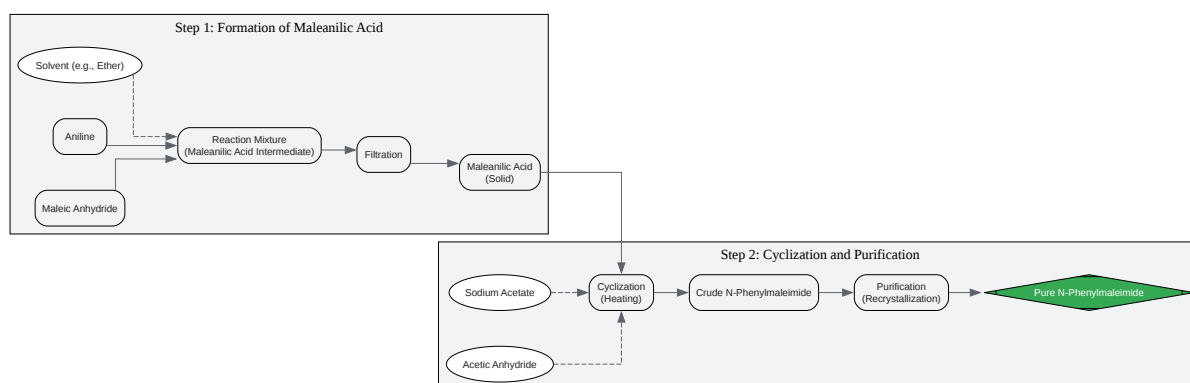 Step 1: Formation of Maleanilic Acid
Solvent (e.g., Ether)
Aniline
Reaction Mixture
(Maleanilic Acid Intermediate)
Filtration
Maleanilic Acid
(Solid)
Maleic Anhydride
Step 2: Cyclization and Purification
Sodium Acetate
Cyclization
(Heating)
Crude N-Phenylmaleimide
Purification
(Recrystallization)
Pure N-Phenylmaleimide
Acetic Anhydride